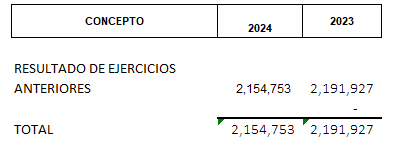 CONCEPTO 2024 2023
RESULTADO DE EJERCICIOS
ANTERIORES 2,154,753 2,191,927
-
TOTAL 2,154,753 2,191,927